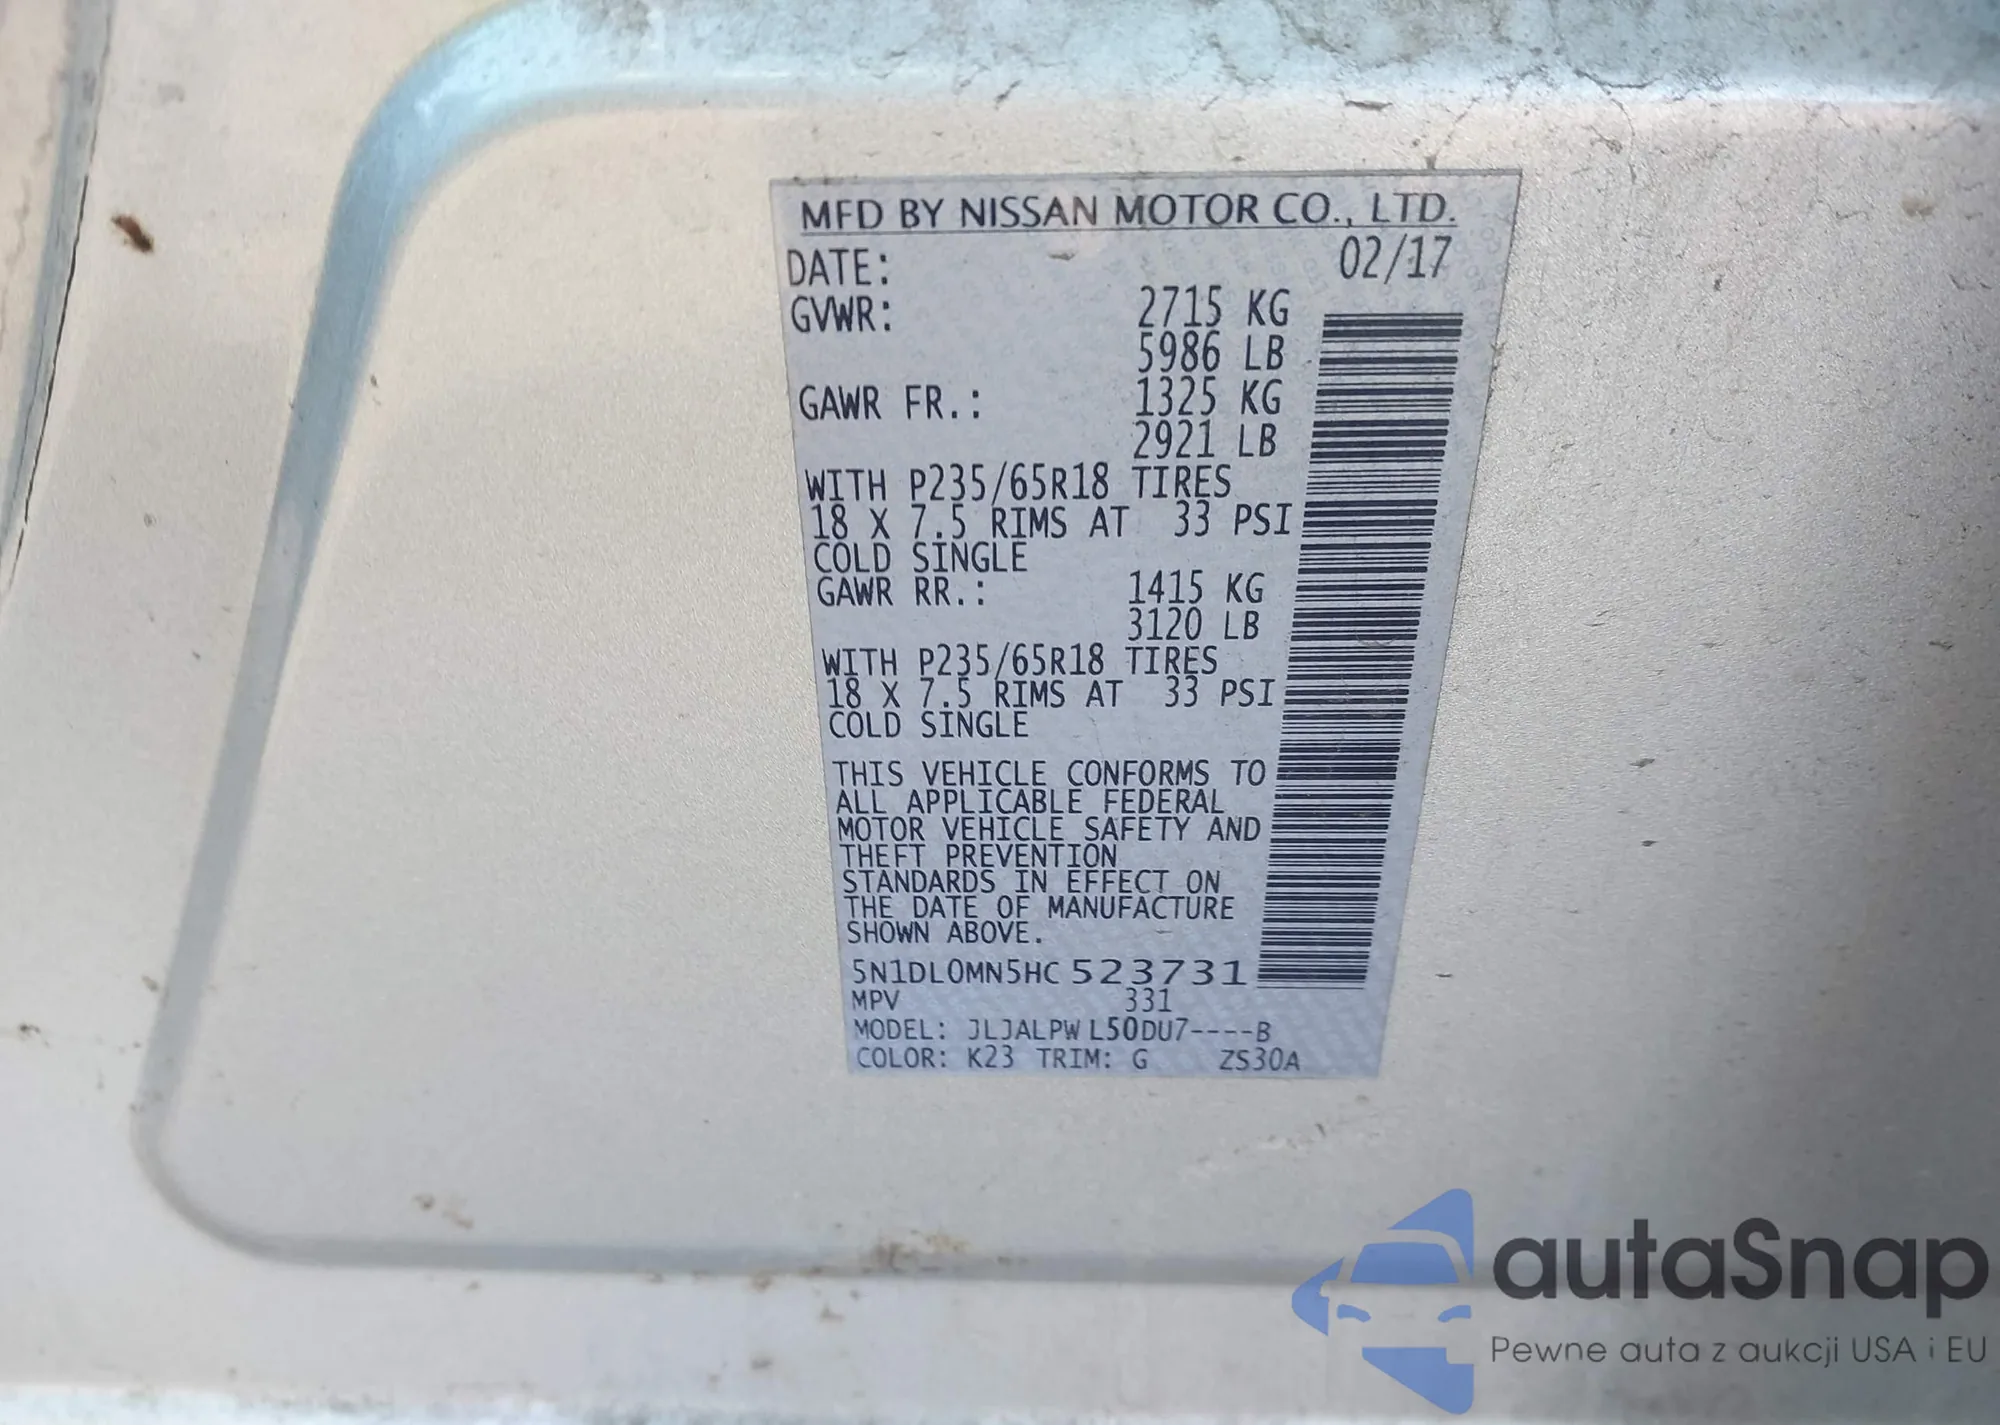 MFD BY NISSAN MOTOR CO., LTD.
DATE: 02/17
GVWR: 2715 KG
5986 LB
GAWR FR.: 1325 KG
2921 LB
WITH P235/65R18 TIRES
18 X 7.5 RIMS AT 33 PSI
COLD SINGLE
GAWR RR.: 1415 KG
3120 LB
WITH P235/65R18 TIRES
18 X 7.5 RIMS AT 33 PSI
COLD SINGLE
THIS VEHICLE CONFORMS TO
ALL APPLICABLE FEDERAL
MOTOR VEHICLE SAFETY AND
THEFT PREVENTION
STANDARDS IN EFFECT ON
THE DATE OF MANUFACTURE
SHOWN ABOVE.
5N1DL0MN5HC 523731
MPV 331
MODEL: JLJALPW L50DU7----B
COLOR: K23 TRIM: G ZS30A
autaSnap
Pewne auta z aukcji USA i EU